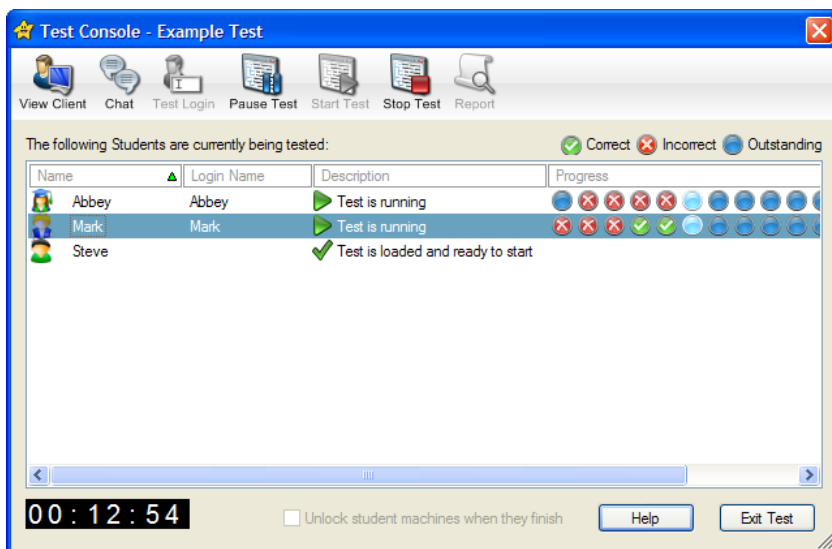 Test Console - Example Test
View Client Chat Test Login Pause Test Start Test Stop Test Report
The following Students are currently being tested: Correct Incorrect Outstanding
Name Login Name Description Progress
Abbey Abbey Test is running
Mark Mark Test is running
Steve Test is loaded and ready to start
00:12:54 Unlock student machines when they finish Help Exit Test